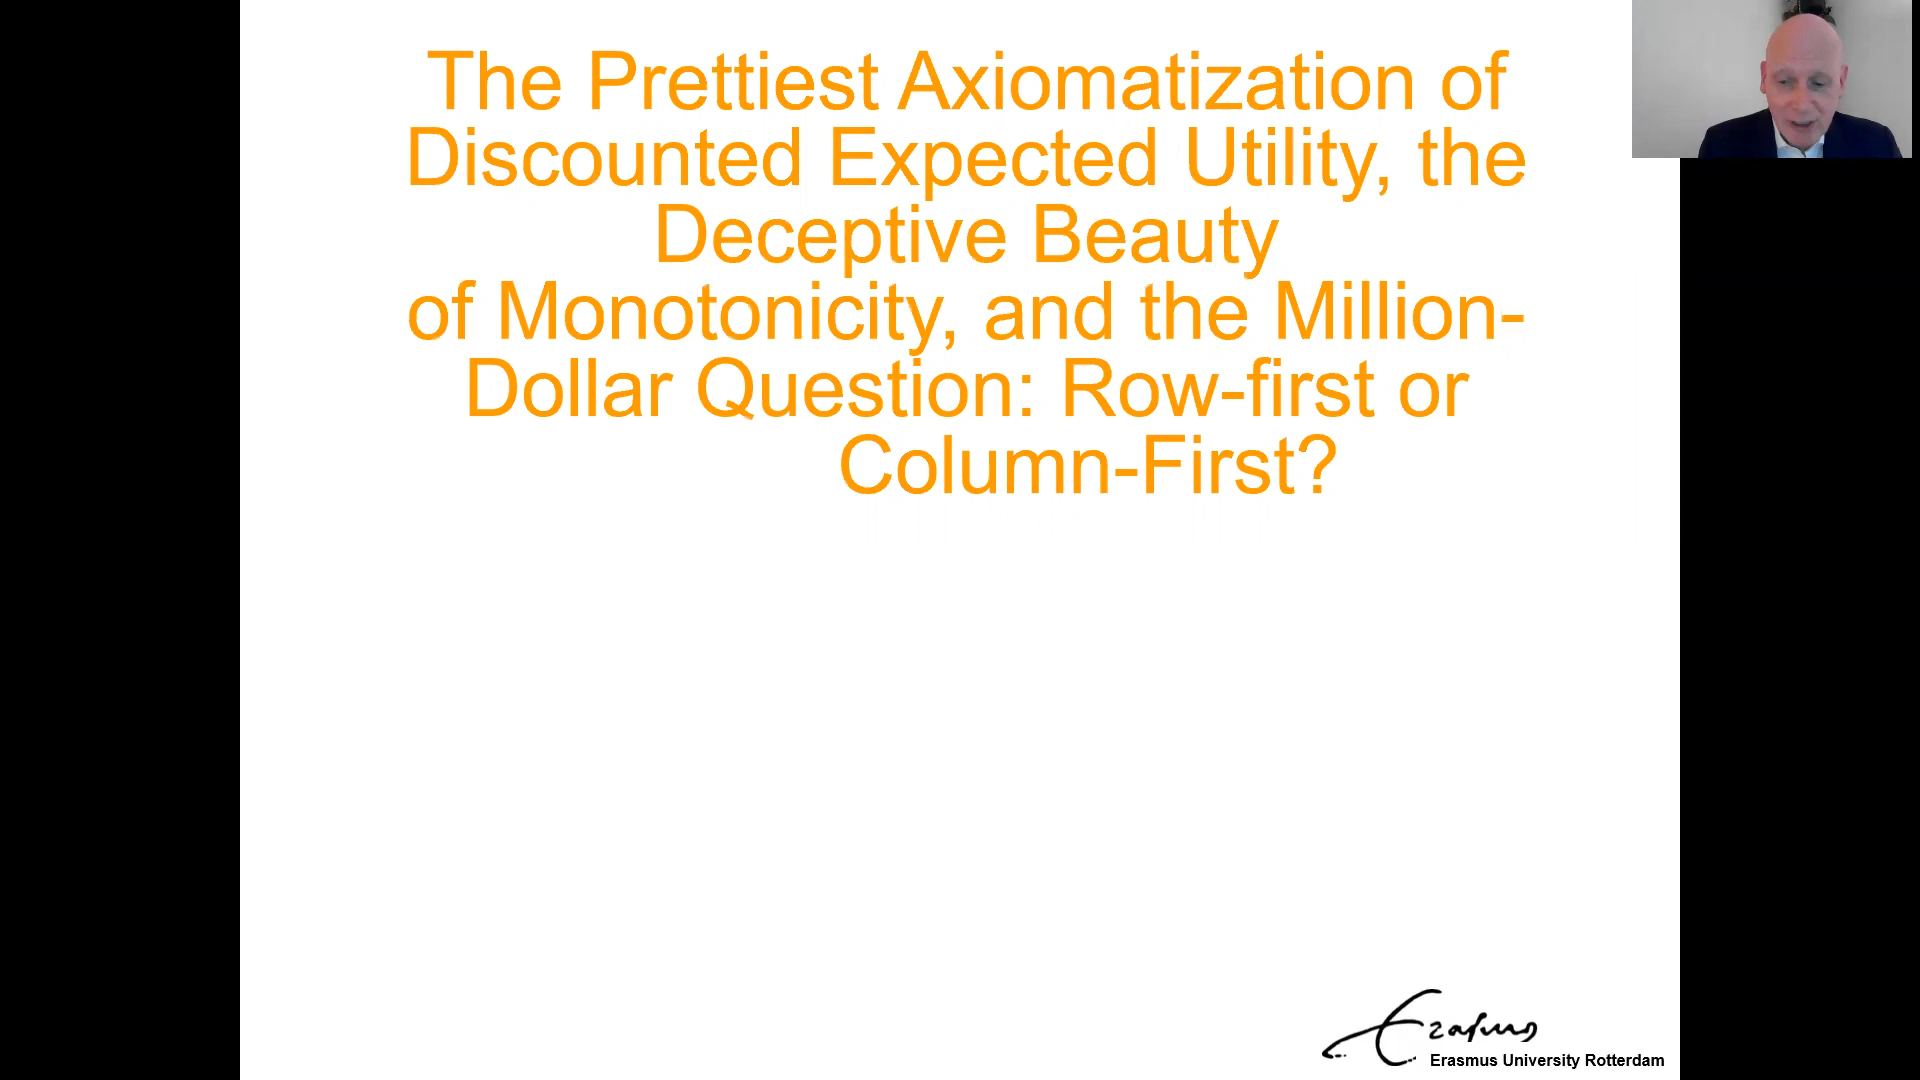 The Prettiest Axiomatization of
Discounted Expected Utility, the
Deceptive Beauty
of Monotonicity, and the Million-
Dollar Question: Row-first or
Column-First?
Erasmus
Erasmus University Rotterdam